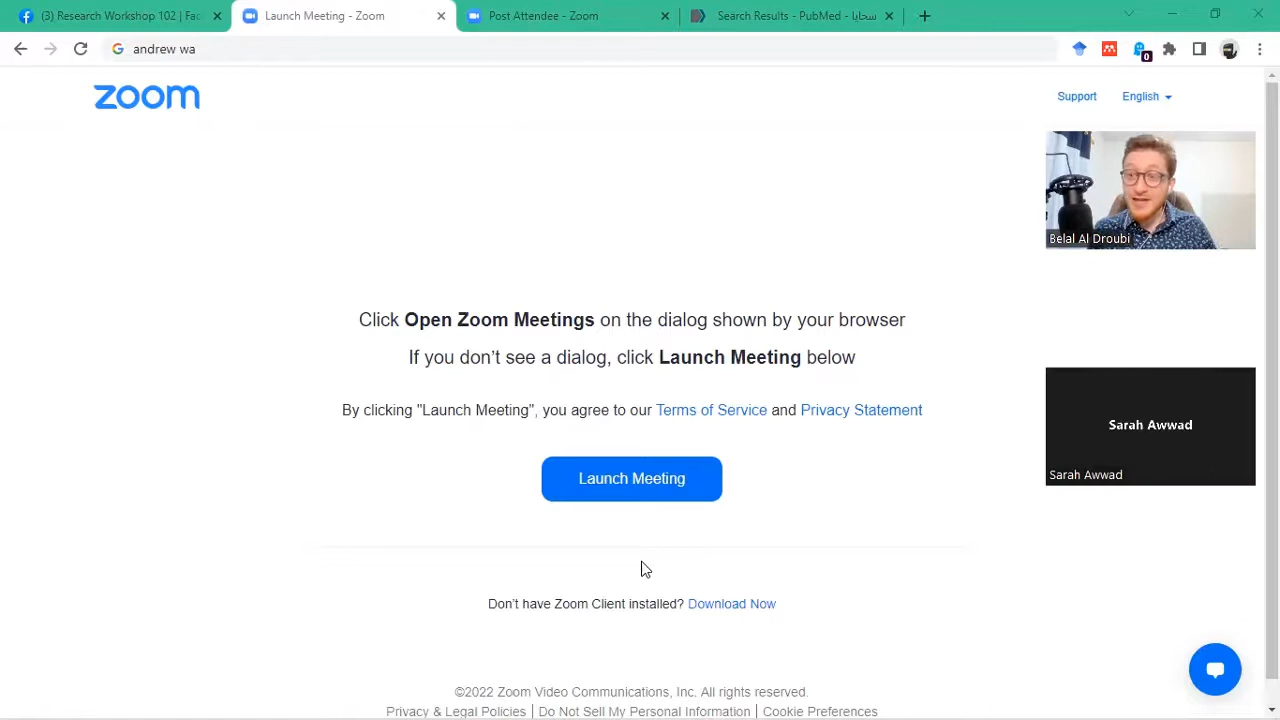 (3) Research Workshop 102 | Fac
Launch Meeting - Zoom
Post Attendee - Zoom
Search Results - PubMed - سحايا
andrew wa
0
zoom
Support
English
Belal Al Droubi
Click Open Zoom Meetings on the dialog shown by your browser
If you don't see a dialog, click Launch Meeting below
By clicking "Launch Meeting", you agree to our Terms of Service and Privacy Statement
Sarah Awwad
Sarah Awwad
Launch Meeting
Don't have Zoom Client installed? Download Now
©2022 Zoom Video Communications, Inc. All rights reserved.
Privacy & Legal Policies | Do Not Sell My Personal Information | Cookie Preferences